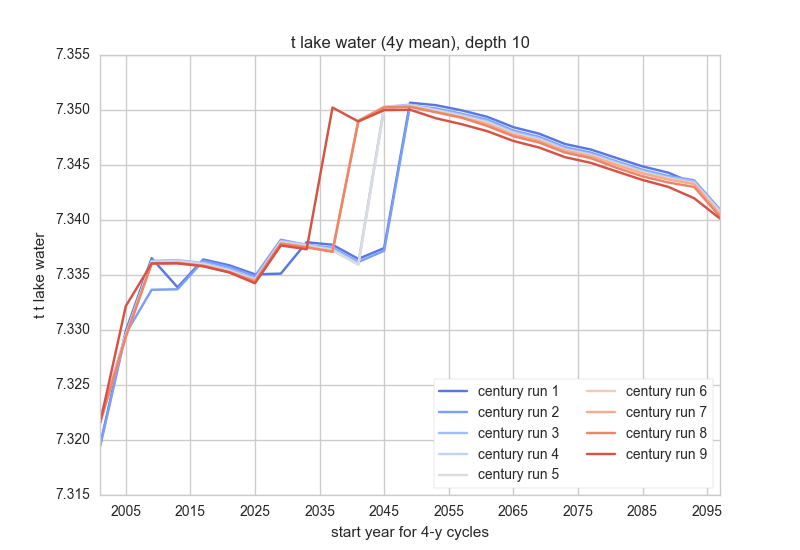 t lake water (4y mean), depth 10
7.355
7.350
7.345
7.340
7.335
7.330
7.325
7.320
7.315
t t lake water
century run 1
century run 2
century run 3
century run 4
century run 5
century run 6
century run 7
century run 8
century run 9
2005 2015 2025 2035 2045 2055 2065 2075 2085 2095
start year for 4-y cycles